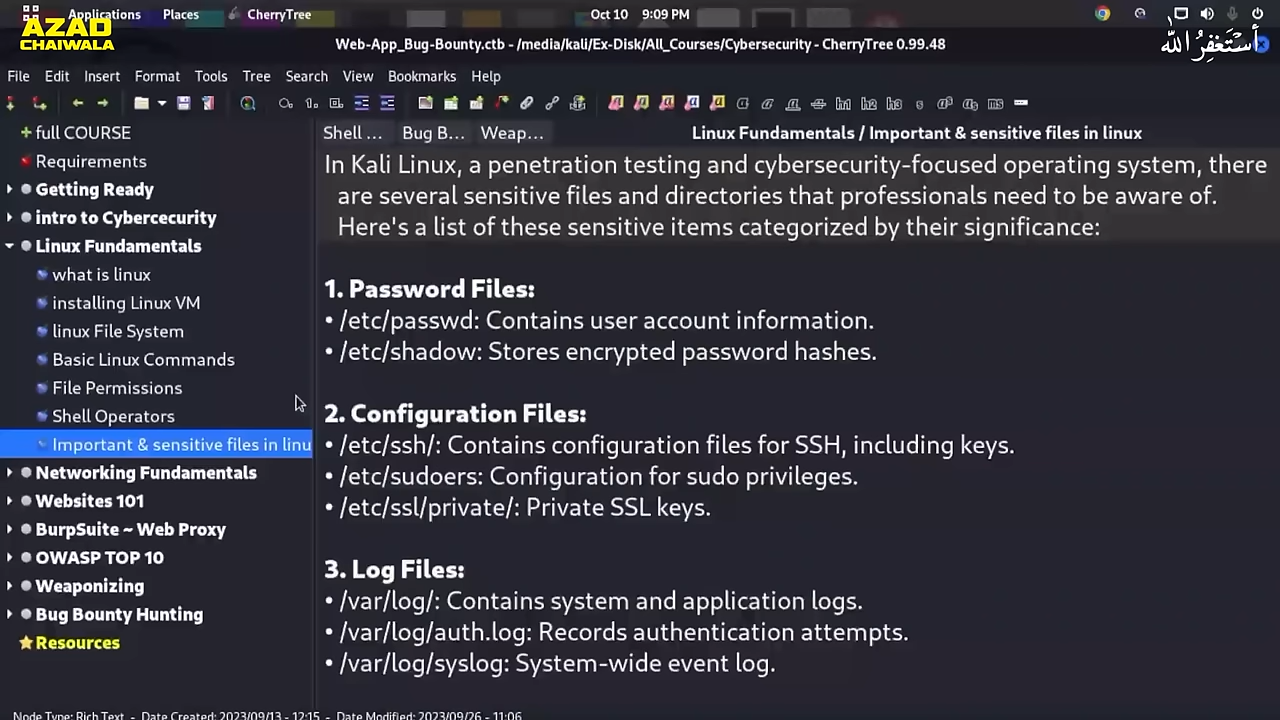 Applications Places CherryTree Oct 10 9:09 PM
AZAD
CHAIWALA
أستغفر الله
Web-App_Bug-Bounty.ctb - /media/kali/Ex-Disk/All_Courses/Cybersecurity - CherryTree 0.99.48
File Edit Insert Format Tools Tree Search View Bookmarks Help
h1 h2 h3 s
full COURSE
Requirements
Getting Ready
intro to Cybercecurity
Linux Fundamentals
what is linux
installing Linux VM
linux File System
Basic Linux Commands
File Permissions
Shell Operators
Important & sensitive files in linu
Networking Fundamentals
Websites 101
BurpSuite ~ Web Proxy
OWASP TOP 10
Weaponizing
Bug Bounty Hunting
Resources
Shell ... Bug B... Weap... Linux Fundamentals / Important & sensitive files in linux
In Kali Linux, a penetration testing and cybersecurity-focused operating system, there
are several sensitive files and directories that professionals need to be aware of.
Here's a list of these sensitive items categorized by their significance:
1. Password Files:
• /etc/passwd: Contains user account information.
• /etc/shadow: Stores encrypted password hashes.
2. Configuration Files:
• /etc/ssh/: Contains configuration files for SSH, including keys.
• /etc/sudoers: Configuration for sudo privileges.
• /etc/ssl/private/: Private SSL keys.
3. Log Files:
• /var/log/: Contains system and application logs.
• /var/log/auth.log: Records authentication attempts.
• /var/log/syslog: System-wide event log.
Node Type: Rich Text - Date Created: 2023/09/13 - 12:15 - Date Modified: 2023/09/26 - 11:06